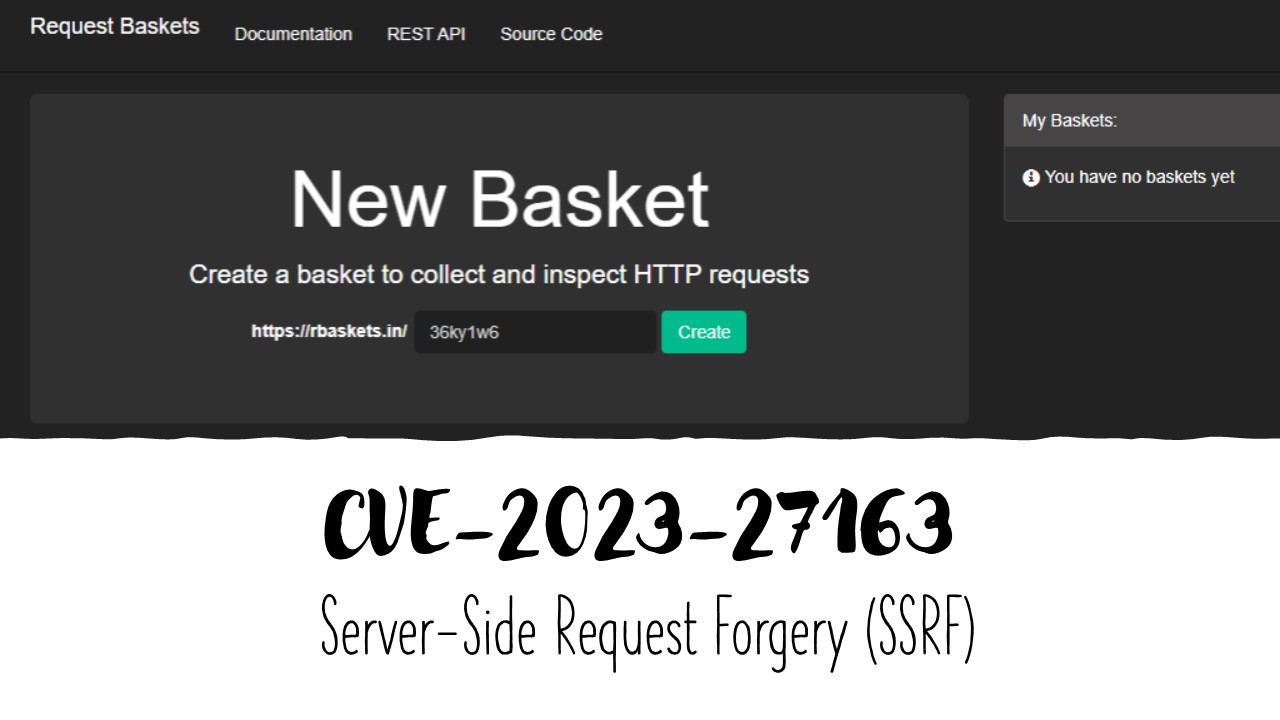 Request Baskets Documentation REST API Source Code
New Basket
Create a basket to collect and inspect HTTP requests
https://rbaskets.in/ 36ky1w6 Create
My Baskets:
You have no baskets yet
CVE-2023-27163
Server-Side Request Forgery (SSRF)